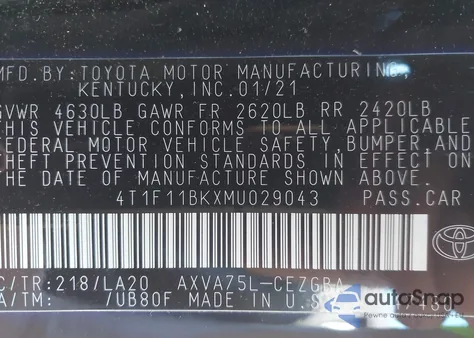 MFD.BY:TOYOTA MOTOR MANUFACTURING,
KENTUCKY,INC.01/21
GVWR 4630LB GAWR FR 2620LB RR 2420LB
THIS VEHICLE CONFORMS TO ALL APPLICABLE
FEDERAL MOTOR VEHICLE SAFETY,BUMPER,AND
THEFT PREVENTION STANDARDS IN EFFECT ON
THE DATE OF MANUFACTURE SHOWN ABOVE.
4T1F11BKXMU029043 PASS.CAR
C/TR:218/LA20 AXVA75L-CEZGBA
A/TM: /UB80F MADE IN U.S
autoSnap